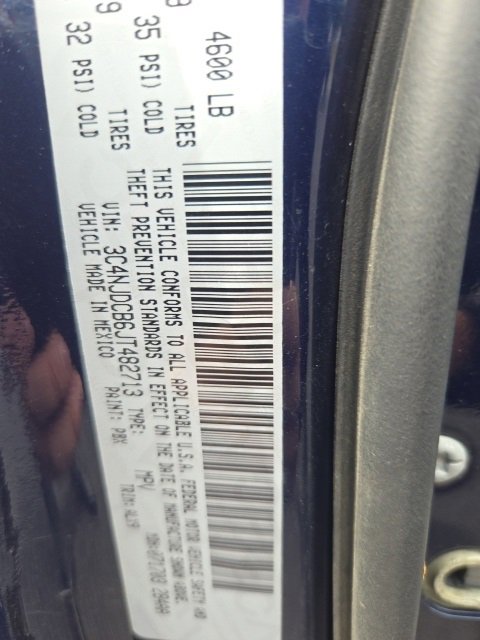 4600 LB
TIRES
35 PSI) COLD
TIRES
32 PSI) COLD
THIS VEHICLE CONFORMS TO ALL APPLICABLE U.S.A. FEDERAL MOTOR VEHICLE SAFETY AND
THEFT PREVENTION STANDARDS IN EFFECT ON THE DATE OF MANUFACTURE SHOWN ABOVE.
VIN: 3C4NJDCB6JT482713 TYPE: MPV
VEHICLE MADE IN MEXICO PAINT: PBX TRIM: